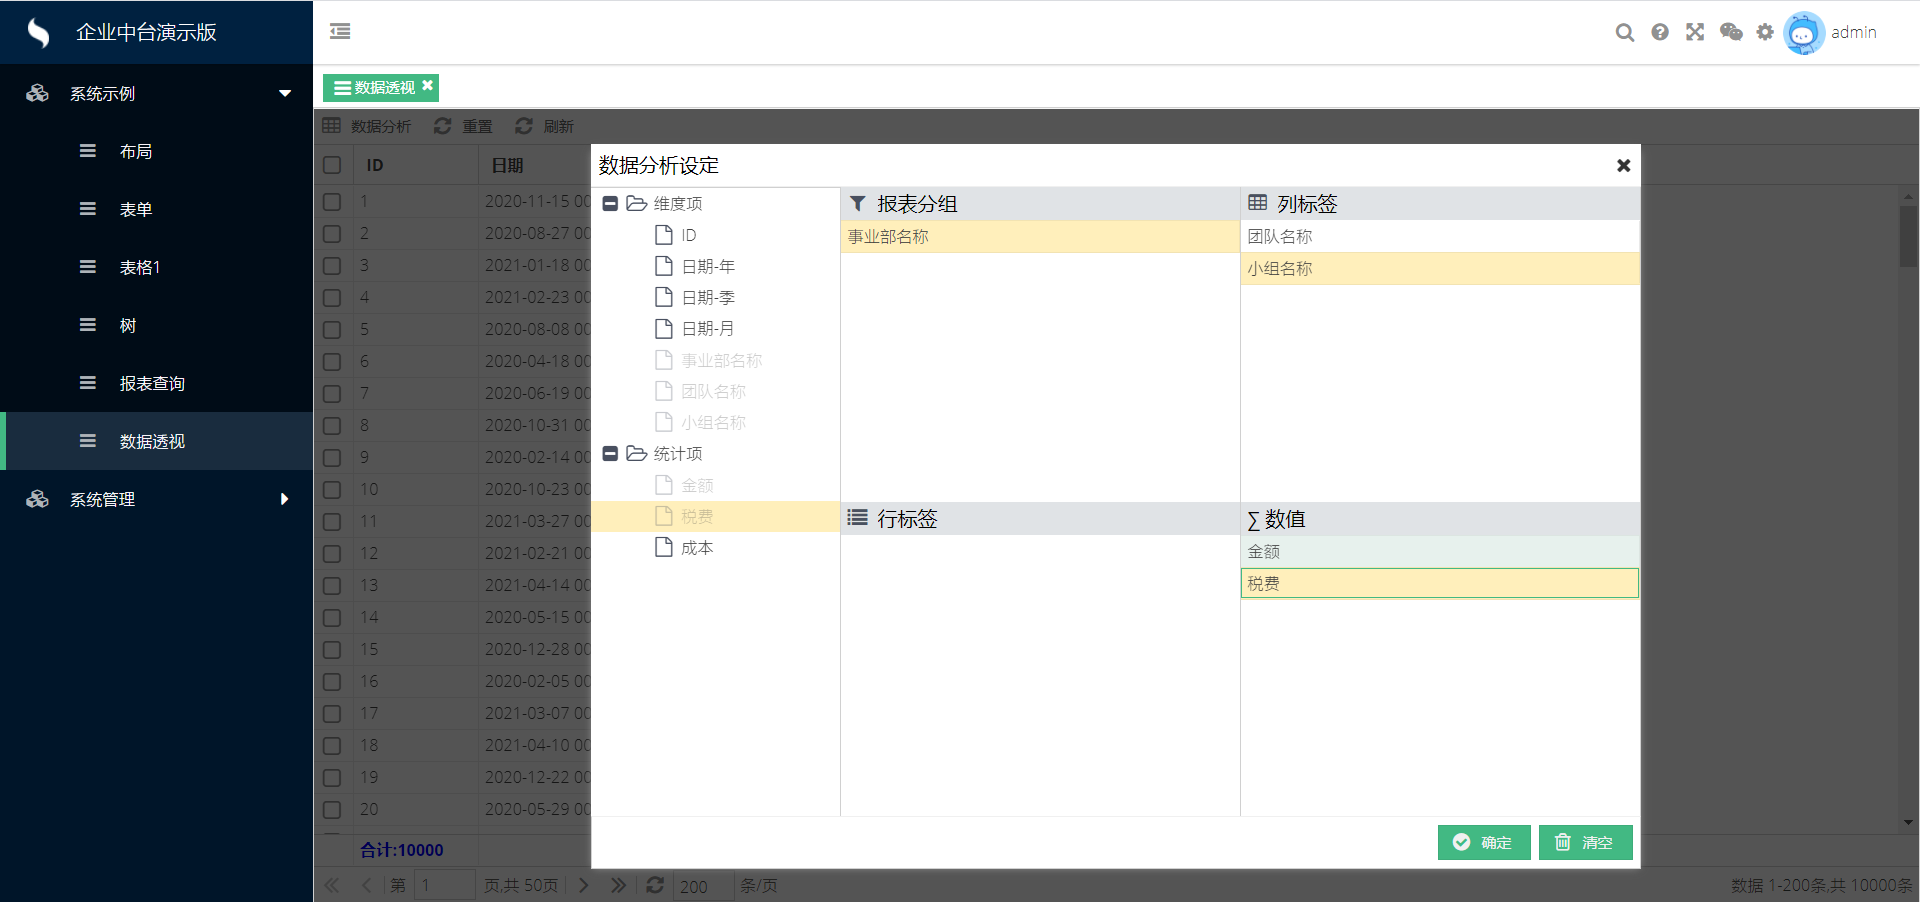 企业中台演示版
admin
系统示例
布局
表单
表格1
树
报表查询
数据透视
系统管理
数据透视
数据分析 重置 刷新
ID 日期
1 2020-11-15 00
2 2020-08-27 00
3 2021-01-18 00
4 2021-02-23 00
5 2020-08-08 00
6 2020-04-18 00
7 2020-06-19 00
8 2020-10-31 00
9 2020-02-14 00
10 2020-10-23 00
11 2021-03-27 00
12 2021-02-21 00
13 2021-04-14 00
14 2020-05-15 00
15 2020-12-28 00
16 2020-02-05 00
17 2021-03-07 00
18 2021-04-10 00
19 2020-12-22 00
20 2020-05-29 00
合计:10000
第 1 页,共 50页 200 条/页
数据 1-200条,共 10000条
数据分析设定
维度项
ID
日期-年
日期-季
日期-月
事业部名称
团队名称
小组名称
统计项
金额
税费
成本
报表分组
事业部名称
列标签
团队名称
小组名称
行标签
∑ 数值
金额
税费
确定 清空